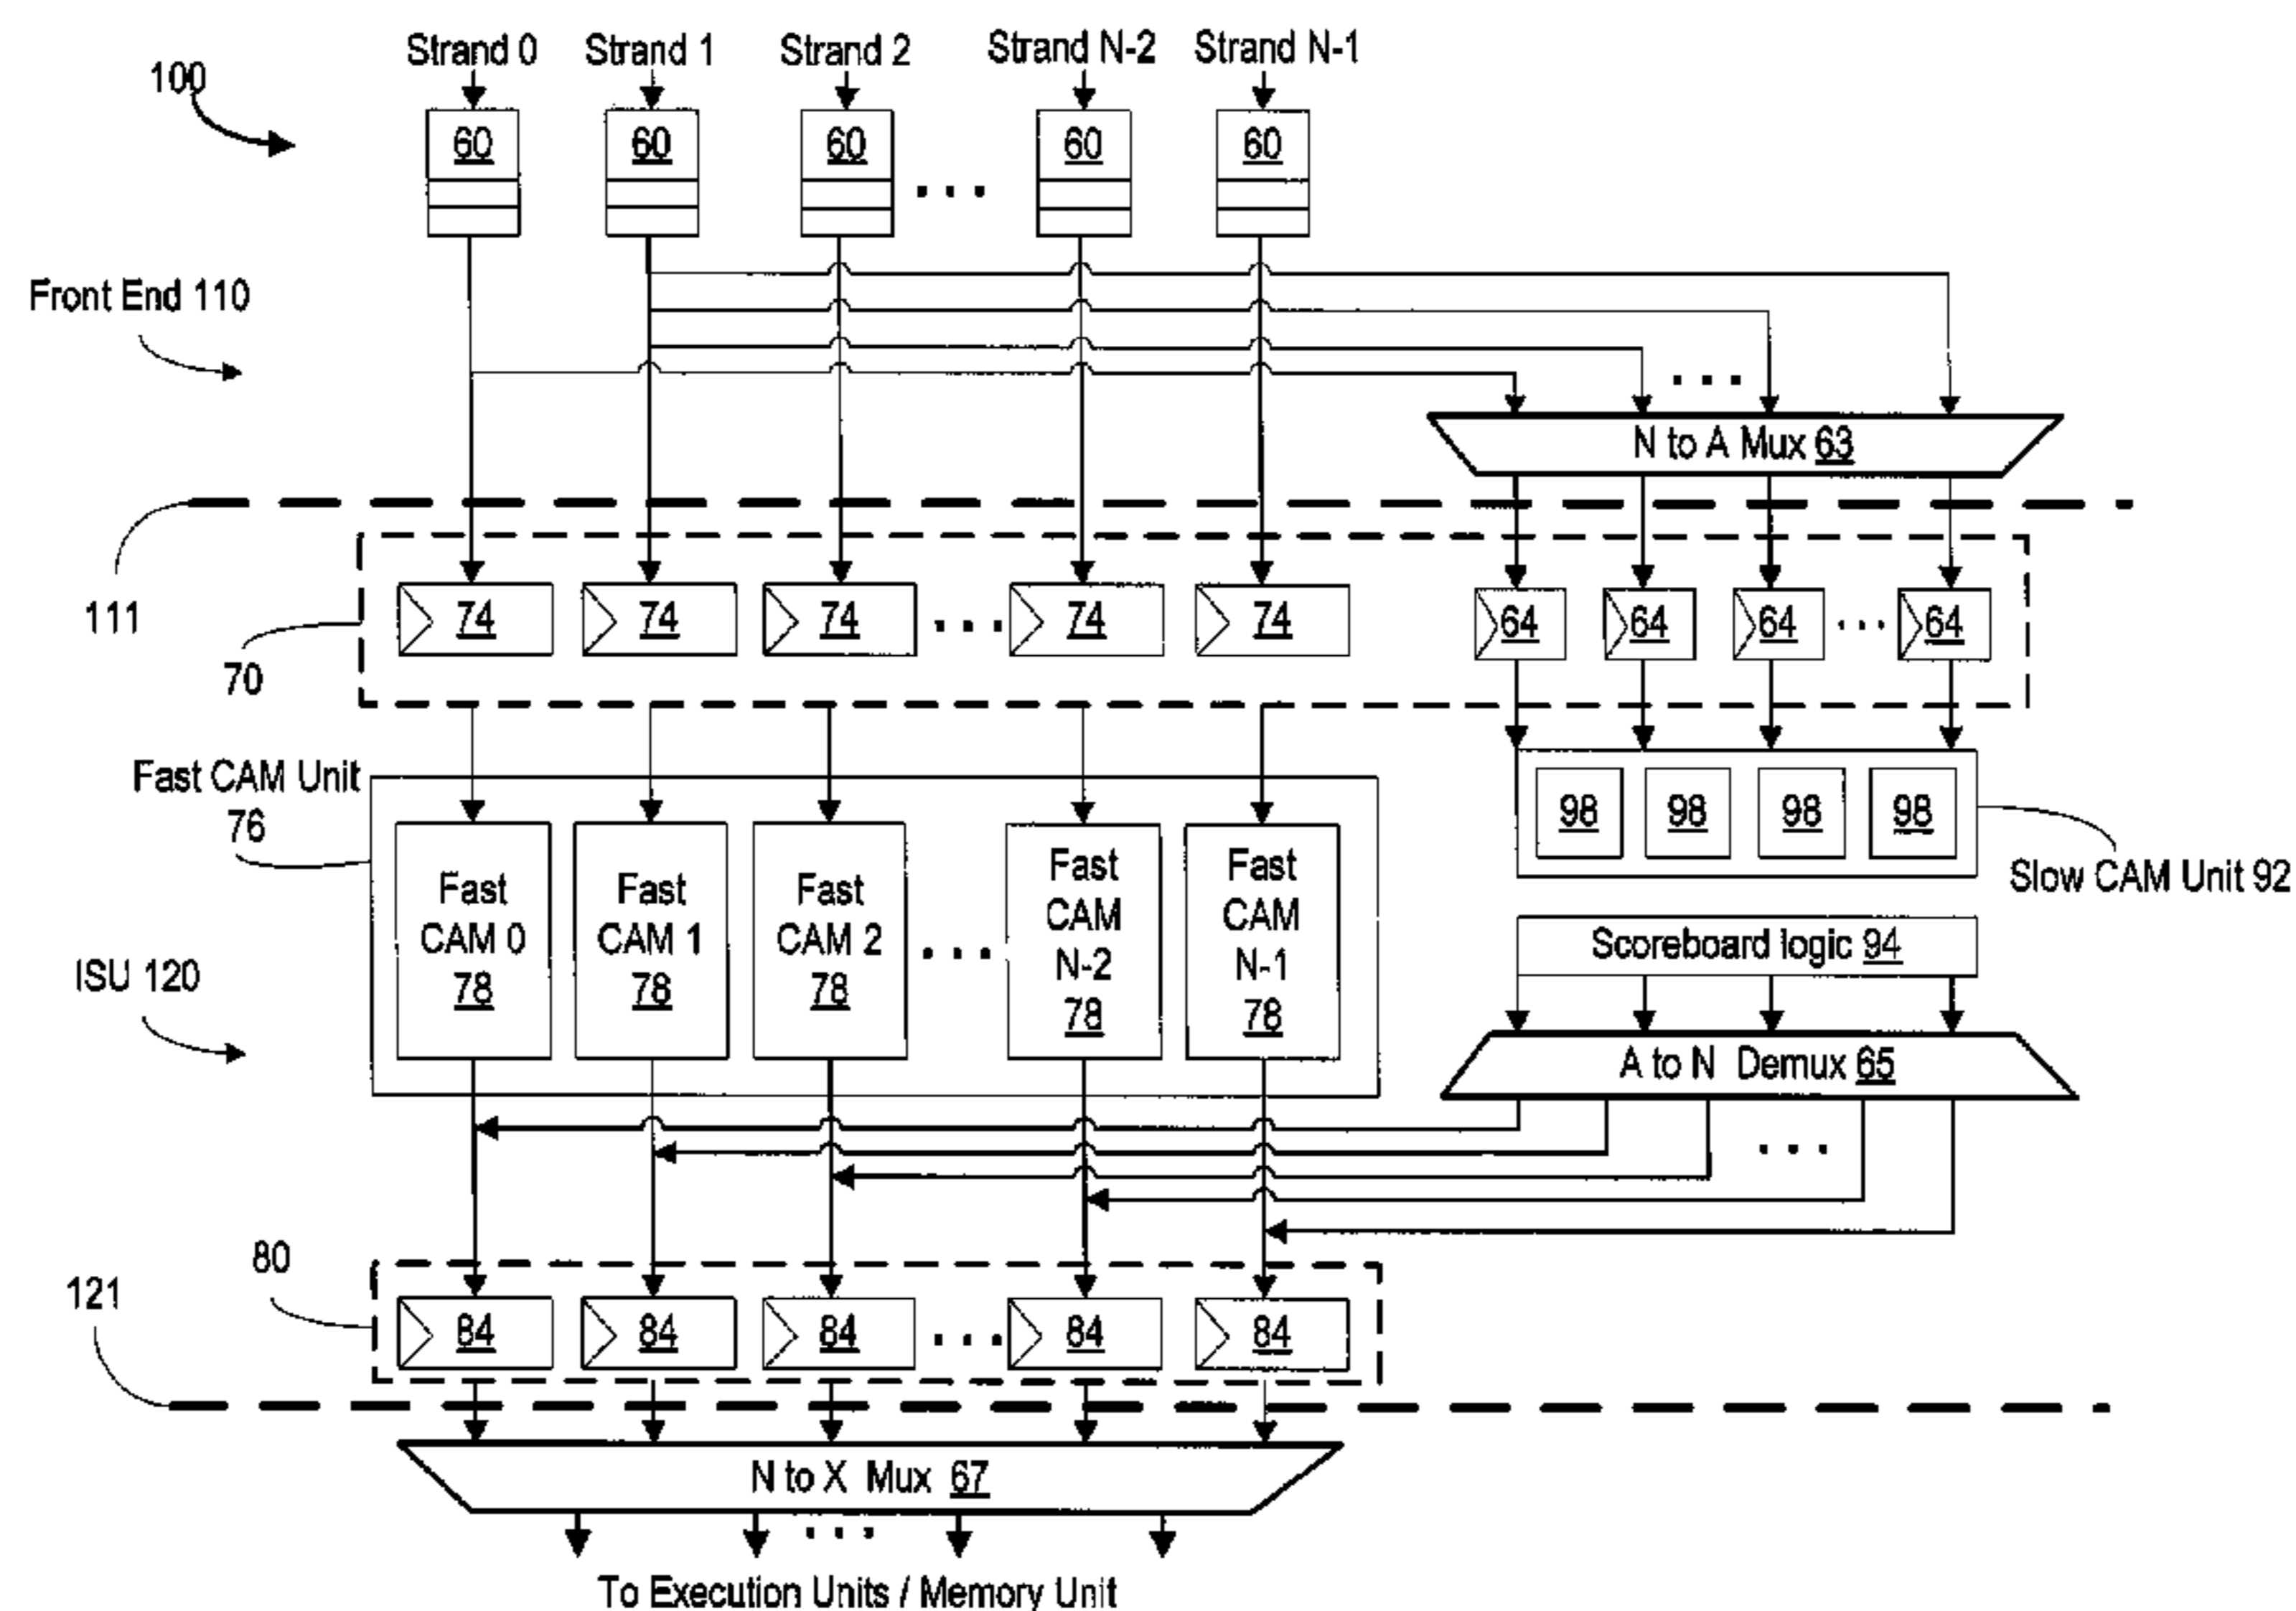 Strand 0 Strand 1 Strand 2 Strand N-2 Strand N-1
100
60 60 60 60 60
. . .
Front End 110
. . .
N to A Mux 63
111
70
74 74 74 . . . 74 74
64 64 64 . . . 64
Fast CAM Unit
76
98 98 98 98
Slow CAM Unit 92
Fast
CAM 0
78
Fast
CAM 1
78
Fast
CAM 2
78
. . .
Fast
CAM
N-2
78
Fast
CAM
N-1
78
Scoreboard logic 94
ISU 120
A to N Demux 65
. . .
80
121
84 84 84 . . . 84 84
N to X Mux 67
. . .
To Execution Units / Memory Unit